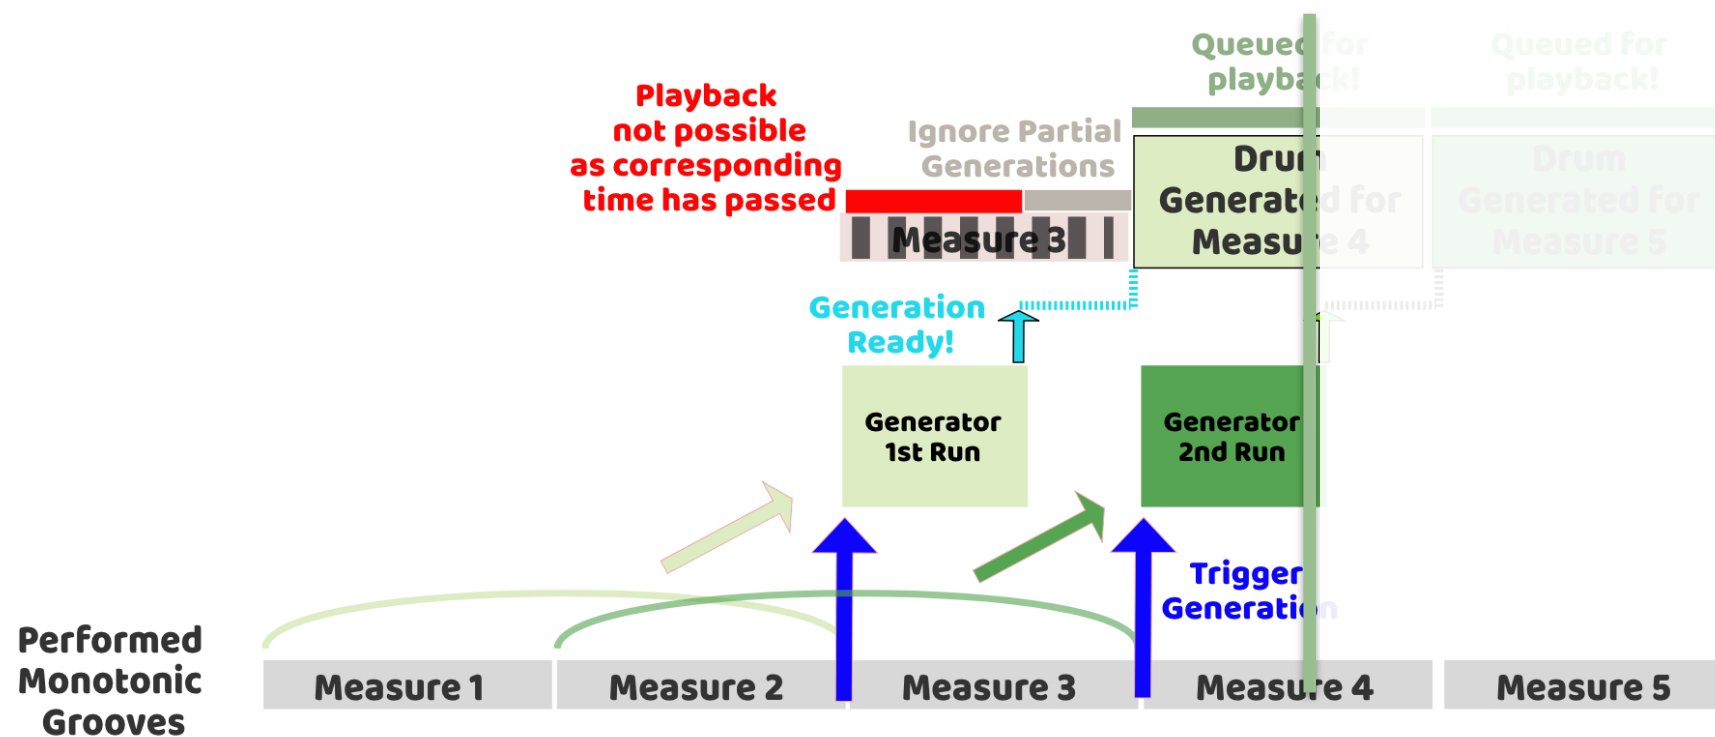 Queued for
playback!
Queued for
playback!
Playback
not possible
as corresponding
time has passed
Ignore Partial
Generations
Measure 3
Drum
Generated for
Measure 4
Drum
Generated for
Measure 5
Generation
Ready!
Generator
1st Run
Generator
2nd Run
Trigger
Generation
Performed
Monotonic
Grooves
Measure 1
Measure 2
Measure 3
Measure 4
Measure 5